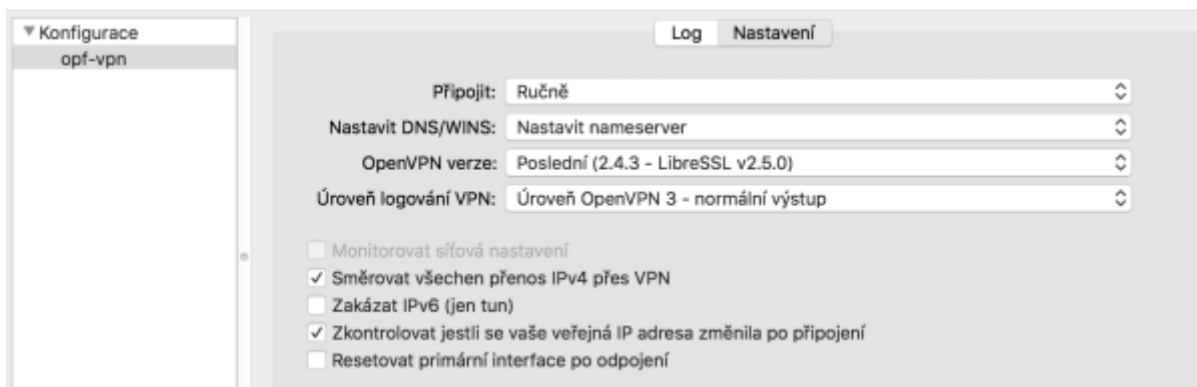 Konfigurace
opf-vpn
Log Nastavení
Připojit: Ručně
Nastavit DNS/WINS: Nastavit nameserver
OpenVPN verze: Poslední (2.4.3 - LibreSSL v2.5.0)
Úroveň logování VPN: Úroveň OpenVPN 3 - normální výstup
Monitorovat síťová nastavení
Směrovat všechen přenos IPv4 přes VPN
Zakázat IPv6 (jen tun)
Zkontrolovat jestli se vaše veřejná IP adresa změnila po připojení
Resetovat primární interface po odpojení